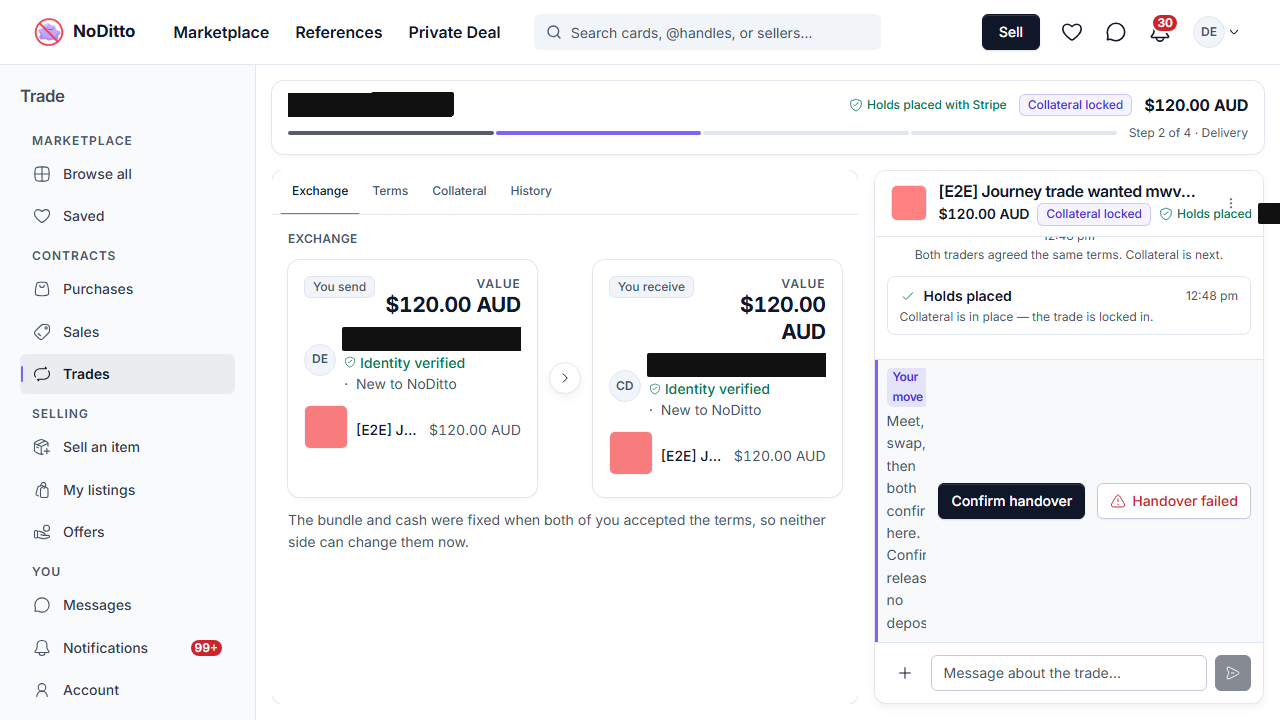 NoDitto
Marketplace
References
Private Deal
Search cards, @handles, or sellers...
Sell
30
DE
Trade
MARKETPLACE
Browse all
Saved
CONTRACTS
Purchases
Sales
Trades
SELLING
Sell an item
My listings
Offers
YOU
Messages
Notifications
99+
Account
Holds placed with Stripe
Collateral locked
$120.00 AUD
Step 2 of 4 · Delivery
Exchange
Terms
Collateral
History
EXCHANGE
You send
VALUE
$120.00 AUD
DE
Identity verified
· New to NoDitto
[E2E] J...
$120.00 AUD
You receive
VALUE
$120.00
AUD
CD
Identity verified
· New to NoDitto
[E2E] J...
$120.00 AUD
The bundle and cash were fixed when both of you accepted the terms, so neither
side can change them now.
[E2E] Journey trade wanted mwv...
$120.00 AUD
Collateral locked
Holds placed
12:48 pm
Both traders agreed the same terms. Collateral is next.
Holds placed
12:48 pm
Collateral is in place — the trade is locked in.
Your
move
Meet,
swap,
then
both
confir
here.
Confir
releas
no
depos
Confirm handover
Handover failed
Message about the trade...